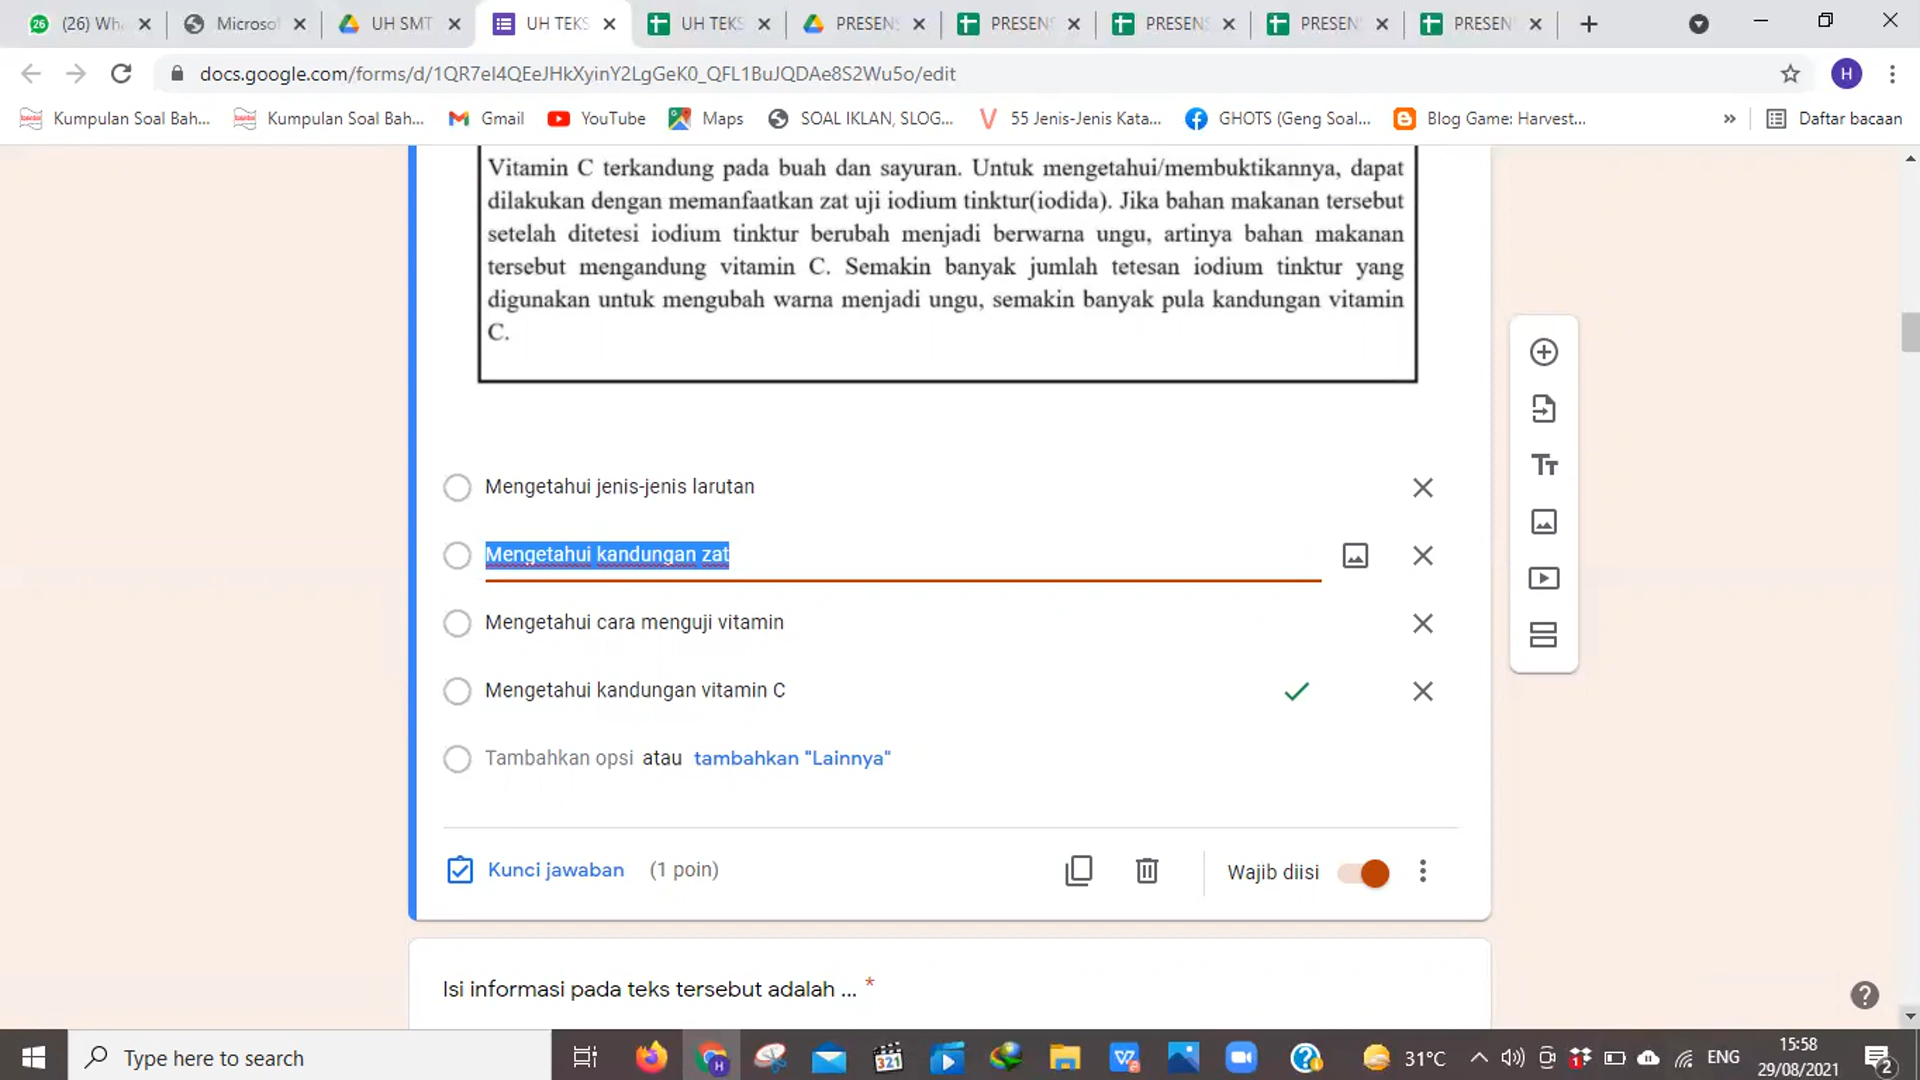 (26) Wha
Microsof
UH SMT
UH TEKS
UH TEKS
PRESENS
PRESENS
PRESENS
PRESEN
PRESEN
docs.google.com/forms/d/1QR7eI4QEeJHkXyinY2LgGeK0_QFL1BuJQDAe8S2Wu5o/edit
H
Kumpulan Soal Bah...
Kumpulan Soal Bah...
Gmail
YouTube
Maps
SOAL IKLAN, SLOG...
55 Jenis-Jenis Kata...
GHOTS (Geng Soal...
Blog Game: Harvest...
»
Daftar bacaan
Vitamin C terkandung pada buah dan sayuran. Untuk mengetahui/membuktikannya, dapat
dilakukan dengan memanfaatkan zat uji iodium tinktur(iodida). Jika bahan makanan tersebut
setelah ditetesi iodium tinktur berubah menjadi berwarna ungu, artinya bahan makanan
tersebut mengandung vitamin C. Semakin banyak jumlah tetesan iodium tinktur yang
digunakan untuk mengubah warna menjadi ungu, semakin banyak pula kandungan vitamin
C.
Mengetahui jenis-jenis larutan
Mengetahui kandungan zat
Mengetahui cara menguji vitamin
Mengetahui kandungan vitamin C
Tambahkan opsi atau tambahkan "Lainnya"
Kunci jawaban (1 poin)
Wajib diisi
Isi informasi pada teks tersebut adalah ... *
Type here to search
31°C
ENG
15:58
29/08/2021
2